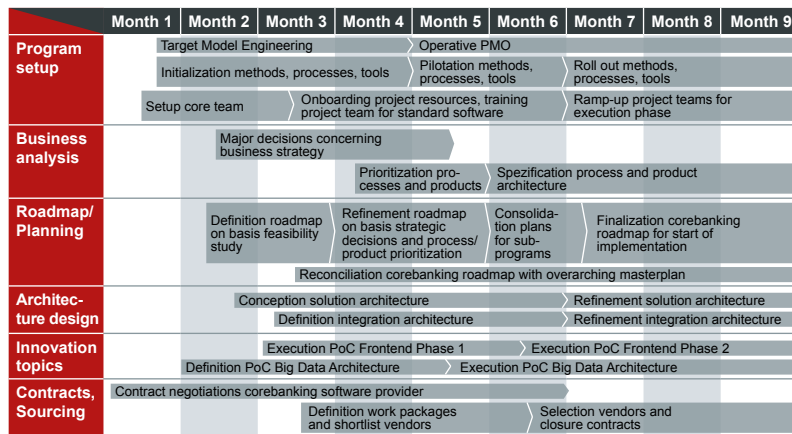 Month 1 Month 2 Month 3 Month 4 Month 5 Month 6 Month 7 Month 8 Month 9
Program
setup
Target Model Engineering
Operative PMO
Initialization methods, processes, tools
Pilotation methods,
processes, tools
Roll out methods,
processes, tools
Setup core team
Onboarding project resources, training
project team for standard software
Ramp-up project teams for
execution phase
Business
analysis
Major decisions concerning
business strategy
Prioritization pro-
cesses and products
Spezification process and product
architecture
Roadmap/
Planning
Definition roadmap
on basis feasibility
study
Refinement roadmap
on basis strategic
decisions and process/
product prioritization
Consolida-
tion plans
for sub-
programs
Finalization corebanking
roadmap for start of
implementation
Reconciliation corebanking roadmap with overarching masterplan
Architec-
ture design
Conception solution architecture
Refinement solution architecture
Definition integration architecture
Refinement integration architecture
Innovation
topics
Execution PoC Frontend Phase 1
Execution PoC Frontend Phase 2
Definition PoC Big Data Architecture
Execution PoC Big Data Architecture
Contracts,
Sourcing
Contract negotiations corebanking software provider
Definition work packages
and shortlist vendors
Selection vendors and
closure contracts